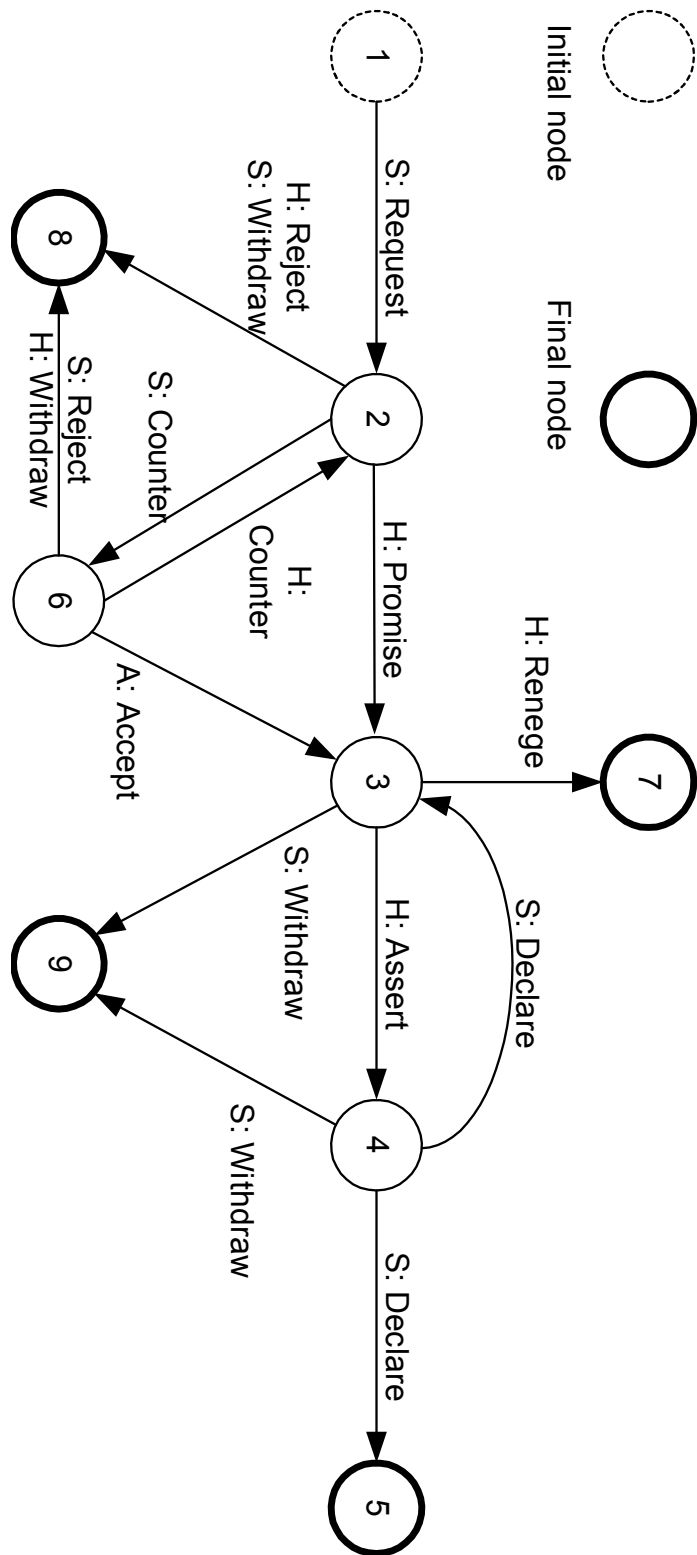 Initial node
Final node
1
S: Request
2
H: Promise
3
H: Assert
4
S: Declare
5
H: Renege
7
S: Declare
H: Reject
S: Withdraw
8
S: Counter
H:
Counter
S: Reject
H: Withdraw
6
A: Accept
S: Withdraw
9
S: Withdraw